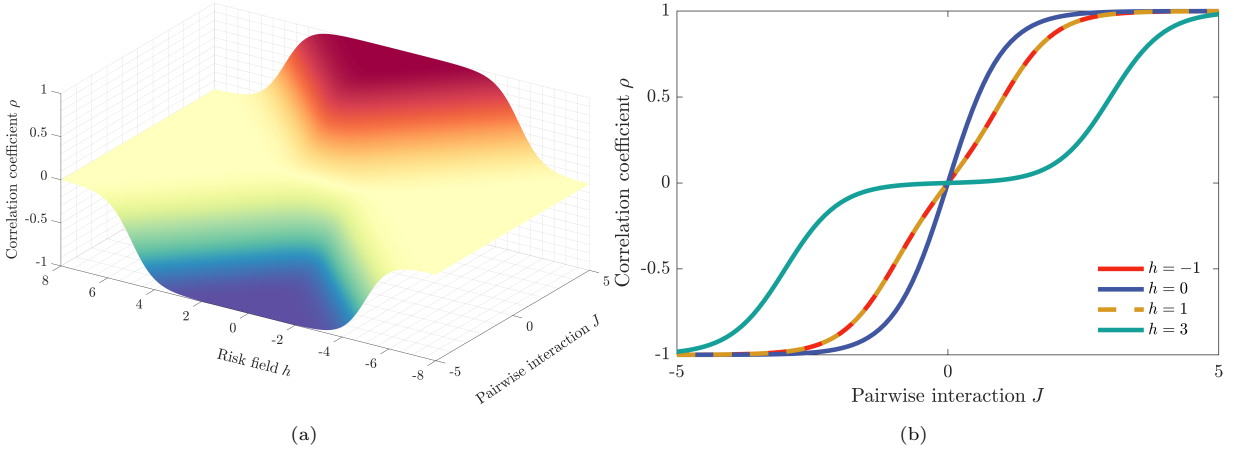 Correlation coefficient ρ
1
0.5
0
-0.5
-1
8
6
4
2
0
-2
-4
-6
-8
Risk field h
-5
0
5
Pairwise interaction J
(a)
Correlation coefficient ρ
1
0.5
0
-0.5
-1
-5
0
5
Pairwise interaction J
h = −1
h = 0
h = 1
h = 3
(b)